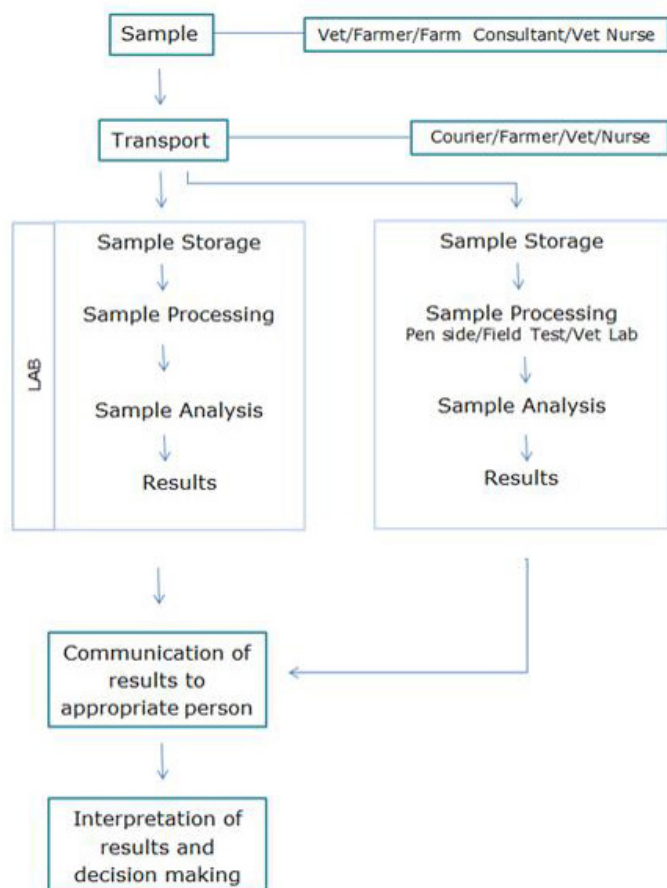 Sample
Vet/Farmer/Farm Consultant/Vet Nurse
Transport
Courier/Farmer/Vet/Nurse
LAB
Sample Storage
Sample Processing
Sample Analysis
Results
Sample Storage
Sample Processing
Pen side/Field Test/Vet Lab
Sample Analysis
Results
Communication of
results to
appropriate person
Interpretation of
results and
decision making